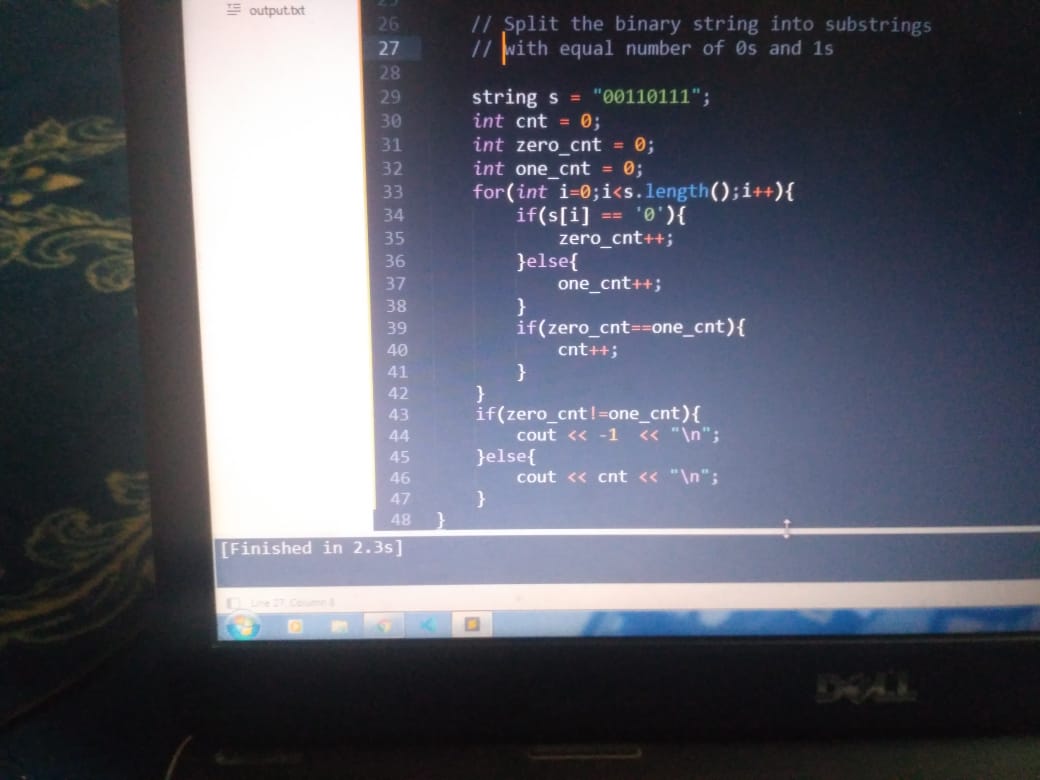 output.txt
25
26 // Split the binary string into substrings
27 // with equal number of 0s and 1s
28
29 string s = "00110111";
30 int cnt = 0;
31 int zero_cnt = 0;
32 int one_cnt = 0;
33 for(int i=0;i<s.length();i++){
34 if(s[i] == '0'){
35 zero_cnt++;
36 }else{
37 one_cnt++;
38 }
39 if(zero_cnt==one_cnt){
40 cnt++;
41 }
42 }
43 if(zero_cnt!=one_cnt){
44 cout << -1  << "\n";
45 }else{
46 cout << cnt << "\n";
47 }
48 }
[Finished in 2.3s]
Line 27, Column 8
DELL